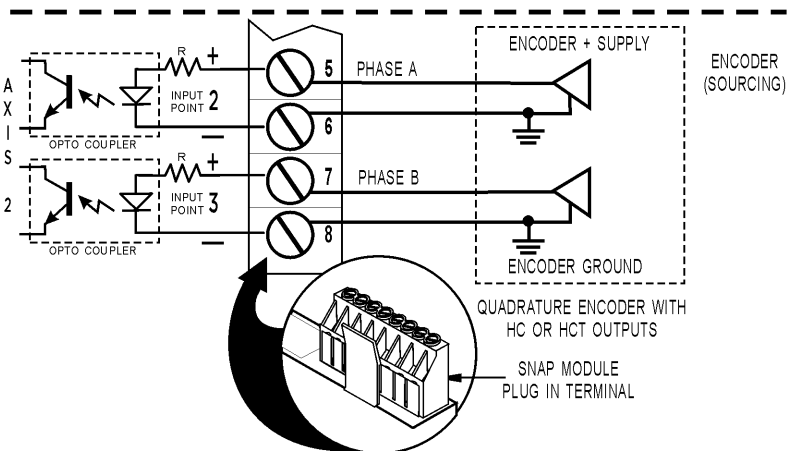 ENCODER + SUPPLY
ENCODER
(SOURCING)
AXIS 2
R
+
5
PHASE A
INPUT
POINT 2
6
OPTO COUPLER
R
+
7
PHASE B
INPUT
POINT 3
8
OPTO COUPLER
ENCODER GROUND
QUADRATURE ENCODER WITH
HC OR HCT OUTPUTS
SNAP MODULE
PLUG IN TERMINAL